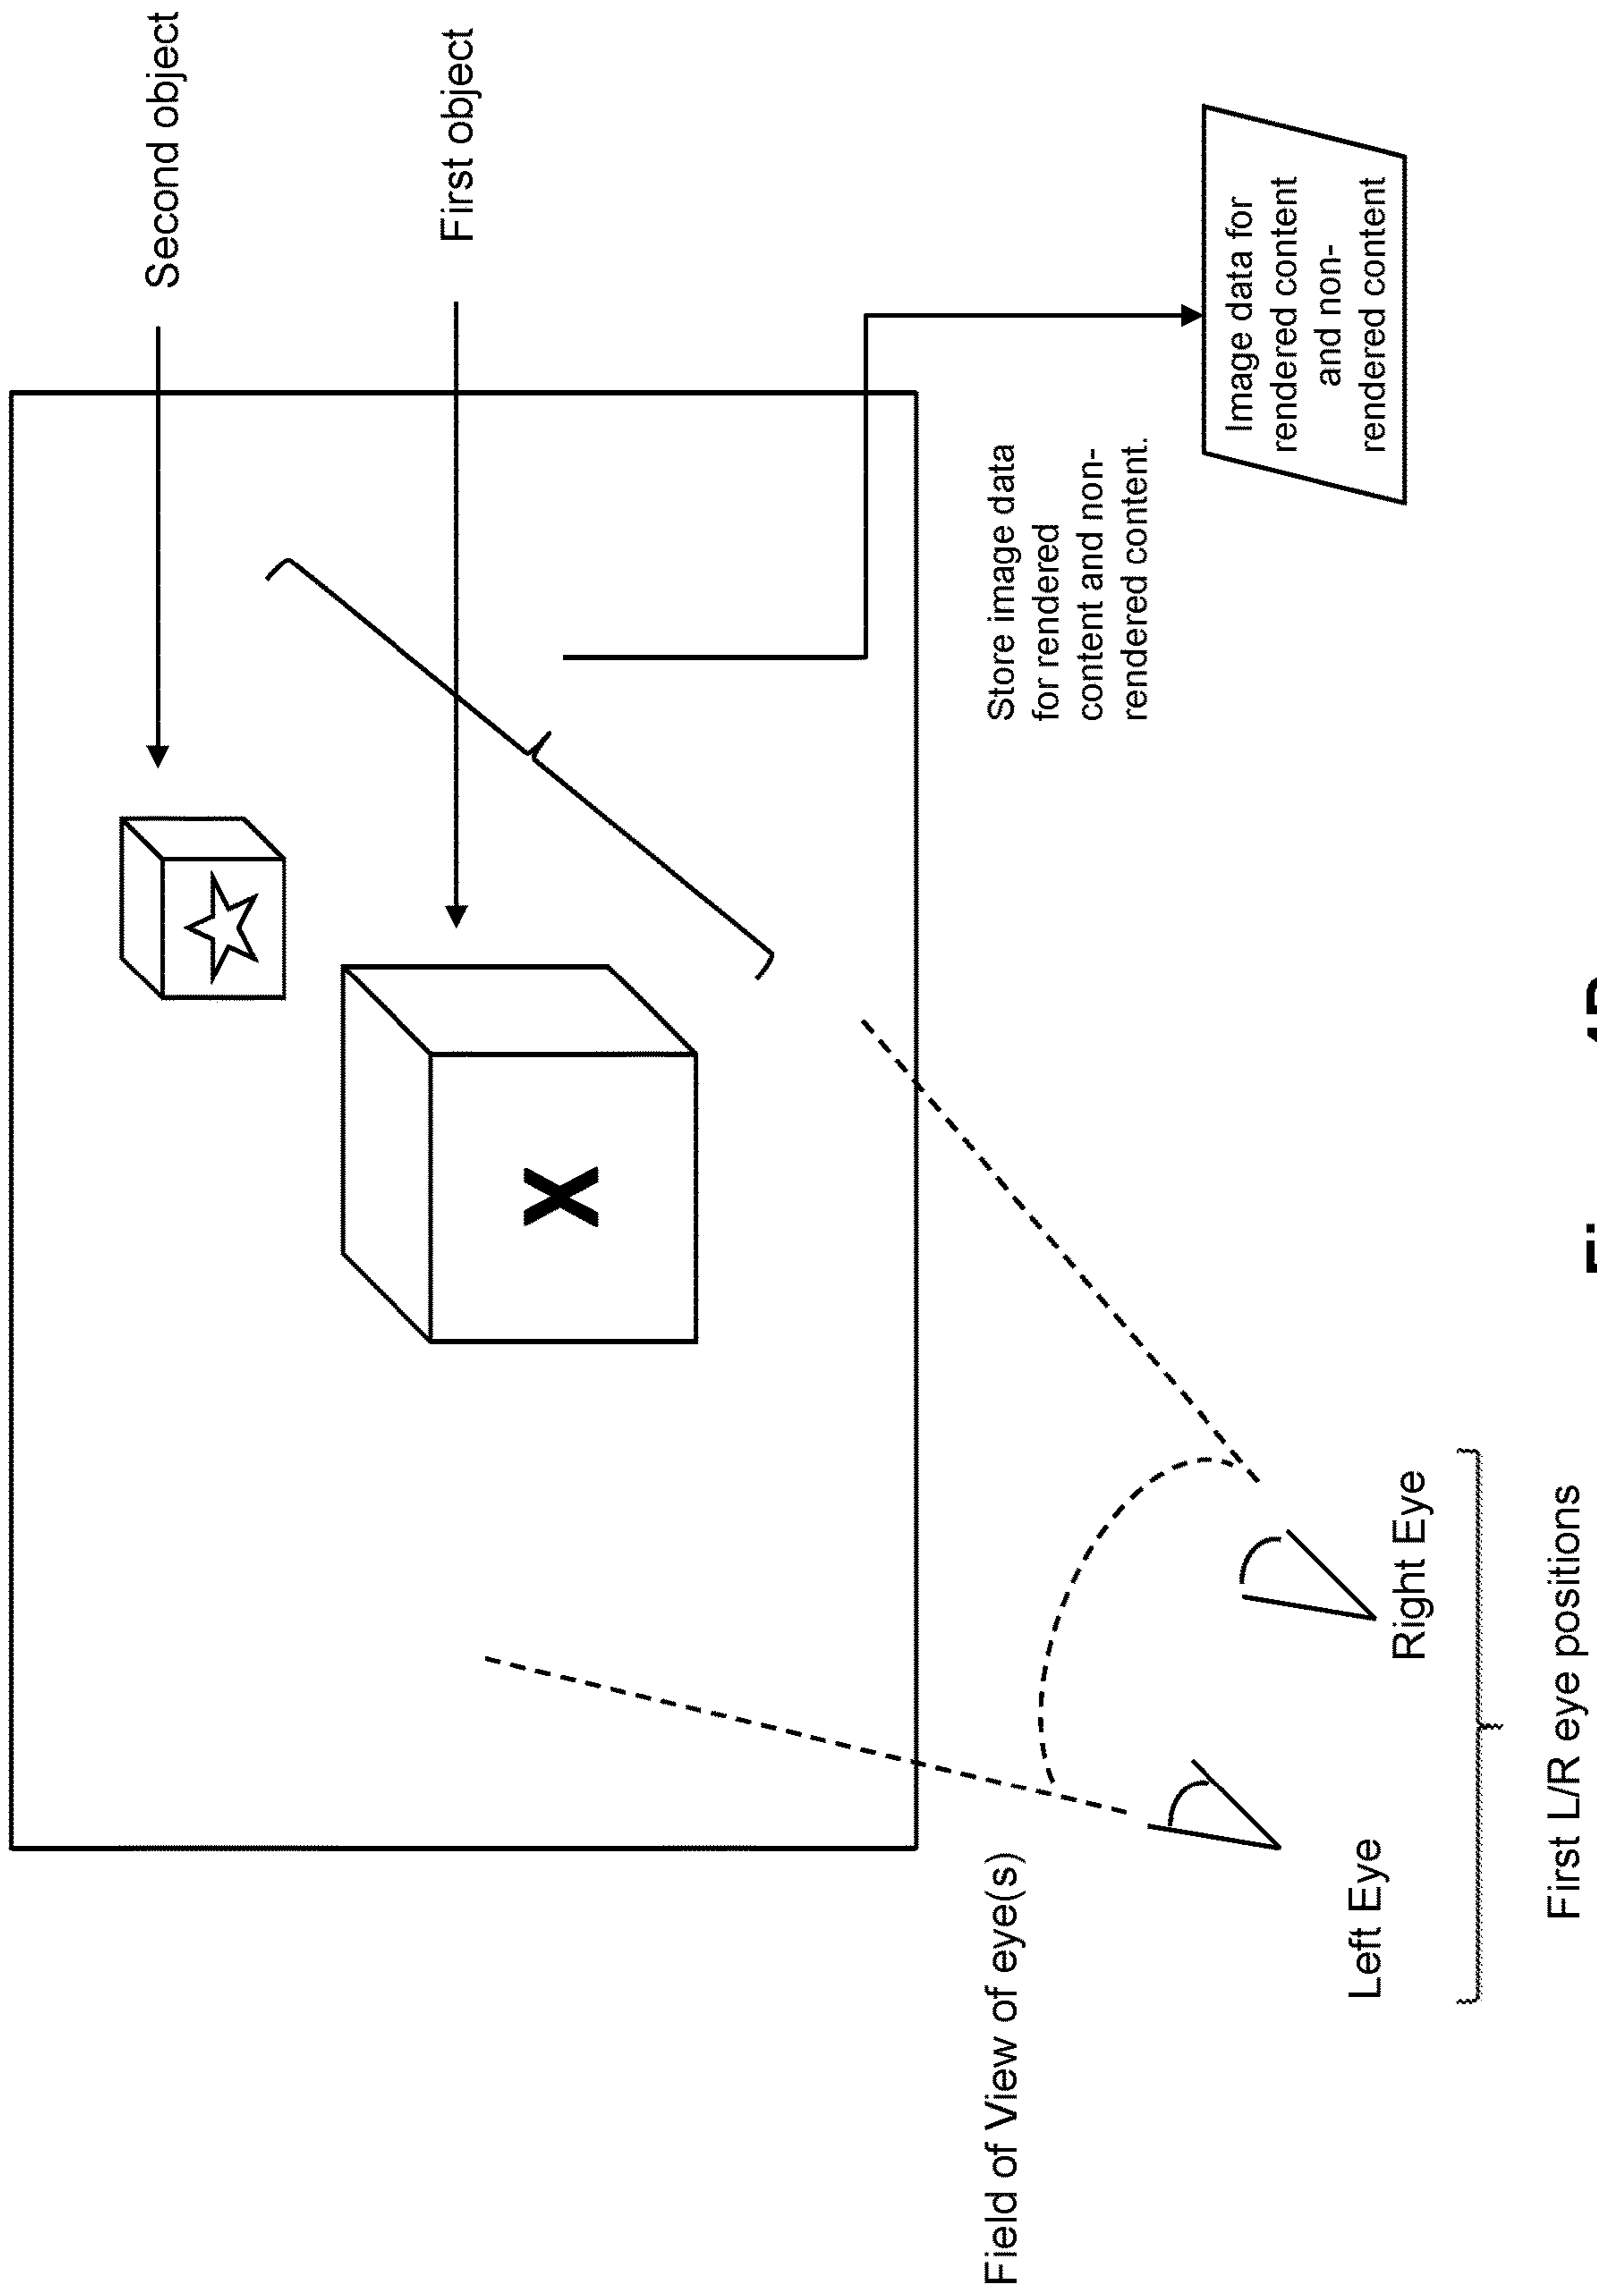 Second object
First object
X
Store image data
for rendered
content and non-
rendered content.
Image data for
rendered content
and non-
rendered content
Field of View of eye(s)
Left Eye
Right Eye
First L/R eye positions